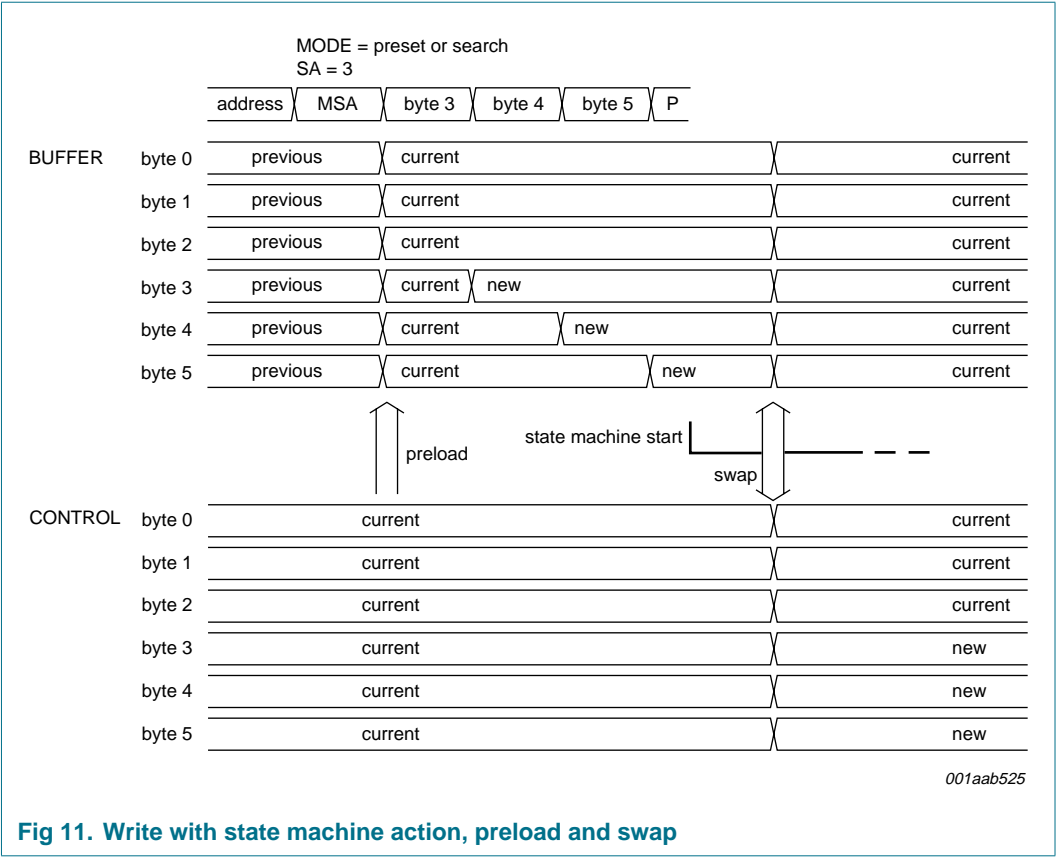 MODE = preset or search
SA = 3
address MSA byte 3 byte 4 byte 5 P
BUFFER byte 0 previous current current
byte 1 previous current current
byte 2 previous current current
byte 3 previous current new current
byte 4 previous current new current
byte 5 previous current new current
state machine start
preload
swap
CONTROL byte 0 current current
byte 1 current current
byte 2 current current
byte 3 current new
byte 4 current new
byte 5 current new
001aab525
Fig 11. Write with state machine action, preload and swap